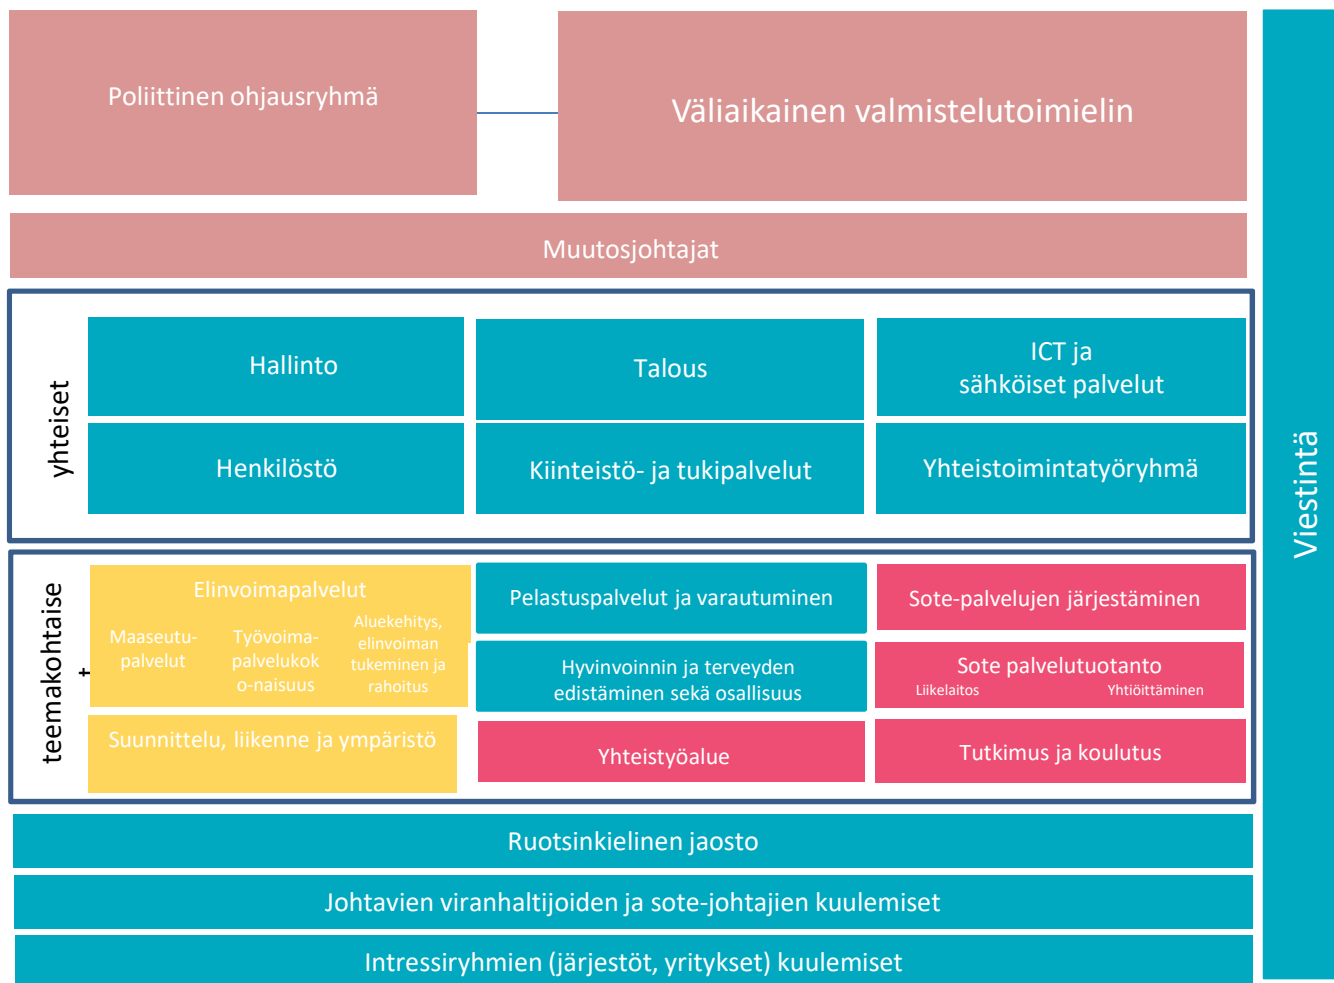 Poliittinen ohjausryhmä
Väliaikainen valmistelutoimielin
Muutosjohtajat
yhteiset
Hallinto
Talous
ICT ja
sähköiset palvelut
Henkilöstö
Kiinteistö- ja tukipalvelut
Yhteistoimintatyöryhmä
teemakohtaise
t
Elinvoimapalvelut
Maaseutu-
palvelut
Työvoima-
palvelukok
o-naisuus
Aluekehitys,
elinvoiman
tukeminen ja
rahoitus
Suunnittelu, liikenne ja ympäristö
Pelastuspalvelut ja varautuminen
Hyvinvoinnin ja terveyden
edistäminen sekä osallisuus
Yhteistyöalue
Sote-palvelujen järjestäminen
Sote palvelutuotanto
Liikelaitos
Yhtiöittäminen
Tutkimus ja koulutus
Ruotsinkielinen jaosto
Johtavien viranhaltijoiden ja sote-johtajien kuulemiset
Intressiryhmien (järjestöt, yritykset) kuulemiset
Viestintä